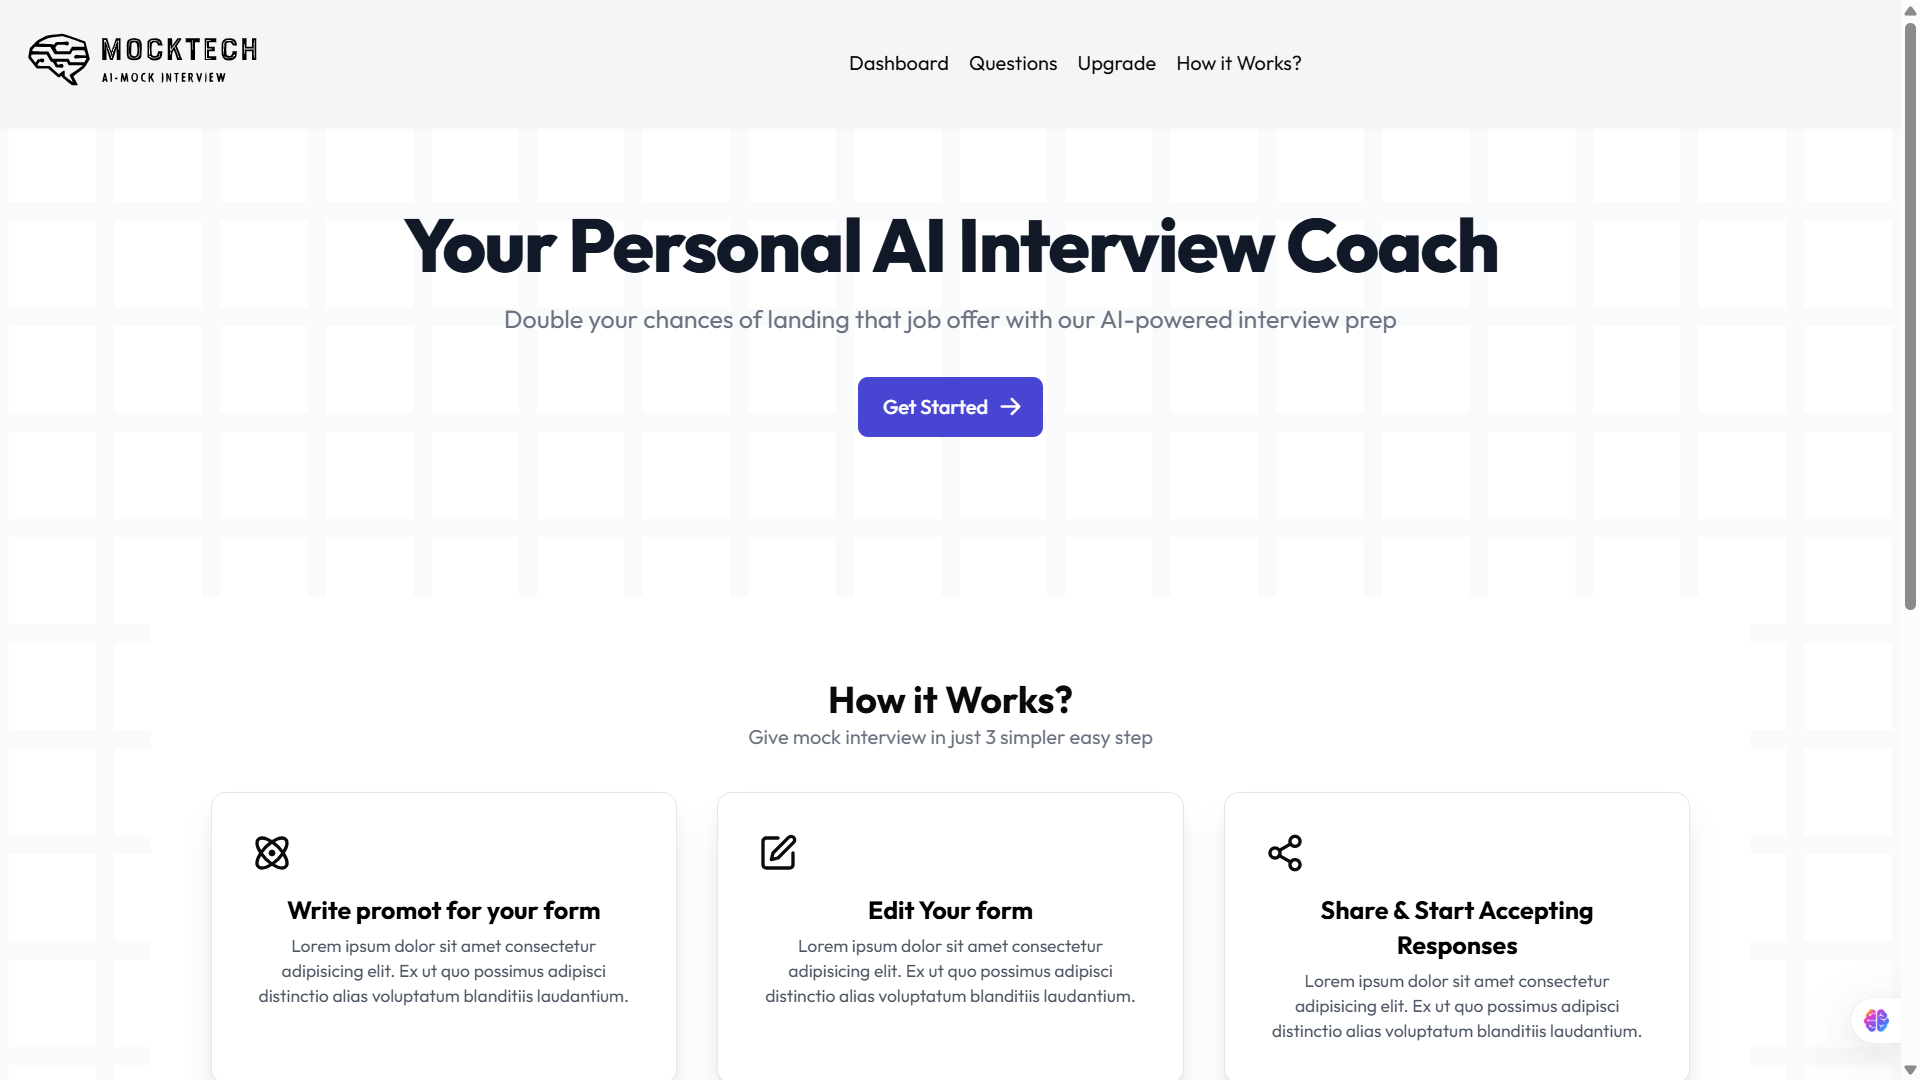 MOCKTECH
AI-MOCK INTERVIEW
Dashboard
Questions
Upgrade
How it Works?
Your Personal AI Interview Coach
Double your chances of landing that job offer with our AI-powered interview prep
Get Started
How it Works?
Give mock interview in just 3 simpler easy step
Write promot for your form
Lorem ipsum dolor sit amet consectetur
adipisicing elit. Ex ut quo possimus adipisci
distinctio alias voluptatum blanditiis laudantium.
Edit Your form
Lorem ipsum dolor sit amet consectetur
adipisicing elit. Ex ut quo possimus adipisci
distinctio alias voluptatum blanditiis laudantium.
Share & Start Accepting
Responses
Lorem ipsum dolor sit amet consectetur
adipisicing elit. Ex ut quo possimus adipisci
distinctio alias voluptatum blanditiis laudantium.